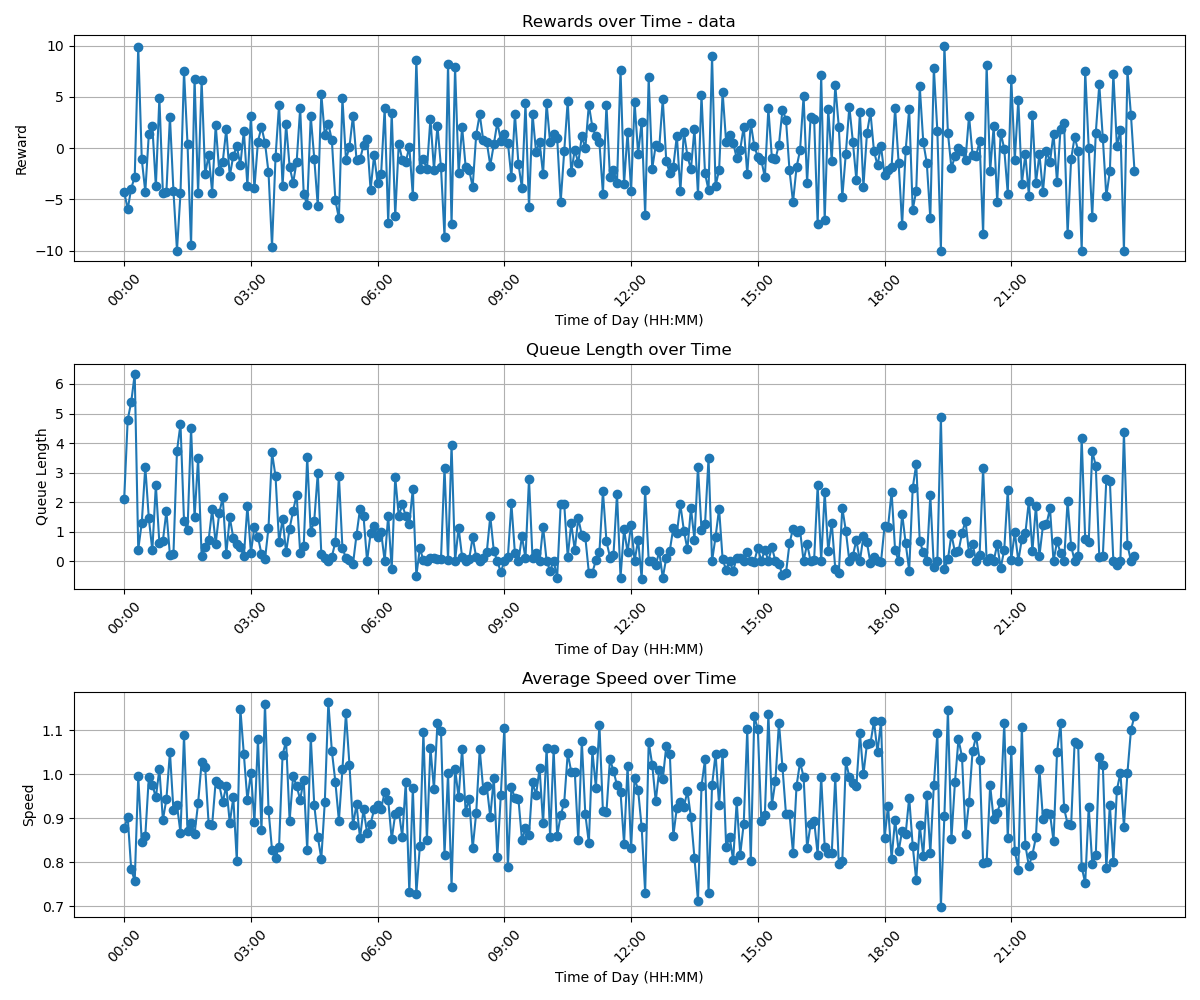 Rewards over Time - data
10
5
0
−5
−10
Reward
00:00 03:00 06:00 09:00 12:00 15:00 18:00 21:00
Time of Day (HH:MM)
Queue Length over Time
6
5
4
3
2
1
0
Queue Length
00:00 03:00 06:00 09:00 12:00 15:00 18:00 21:00
Time of Day (HH:MM)
Average Speed over Time
1.1
1.0
0.9
0.8
0.7
Speed
00:00 03:00 06:00 09:00 12:00 15:00 18:00 21:00
Time of Day (HH:MM)